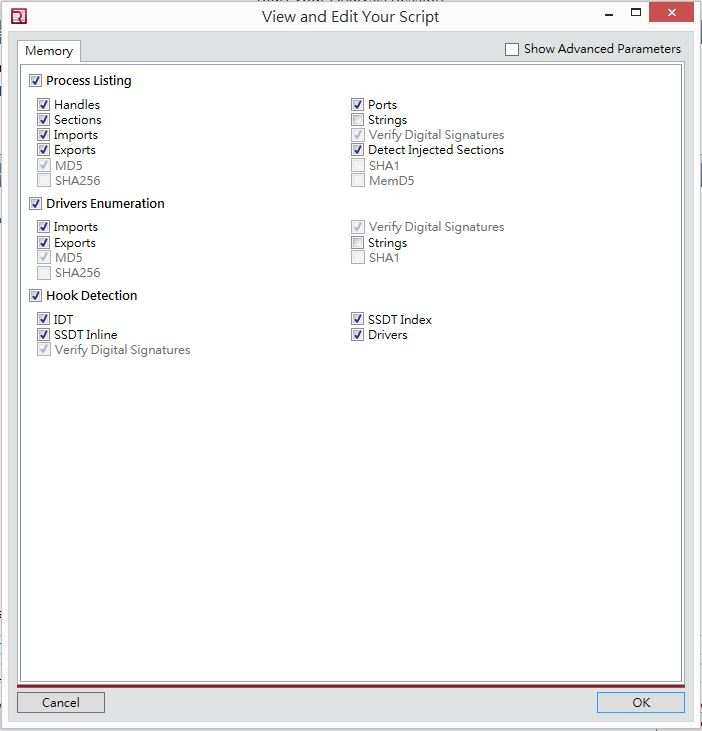 View and Edit Your Script
Memory
Show Advanced Parameters
Process Listing
Handles
Ports
Sections
Strings
Imports
Verify Digital Signatures
Exports
Detect Injected Sections
MD5
SHA1
SHA256
MemD5
Drivers Enumeration
Imports
Verify Digital Signatures
Exports
Strings
MD5
SHA1
SHA256
Hook Detection
IDT
SSDT Index
SSDT Inline
Drivers
Verify Digital Signatures
Cancel
OK